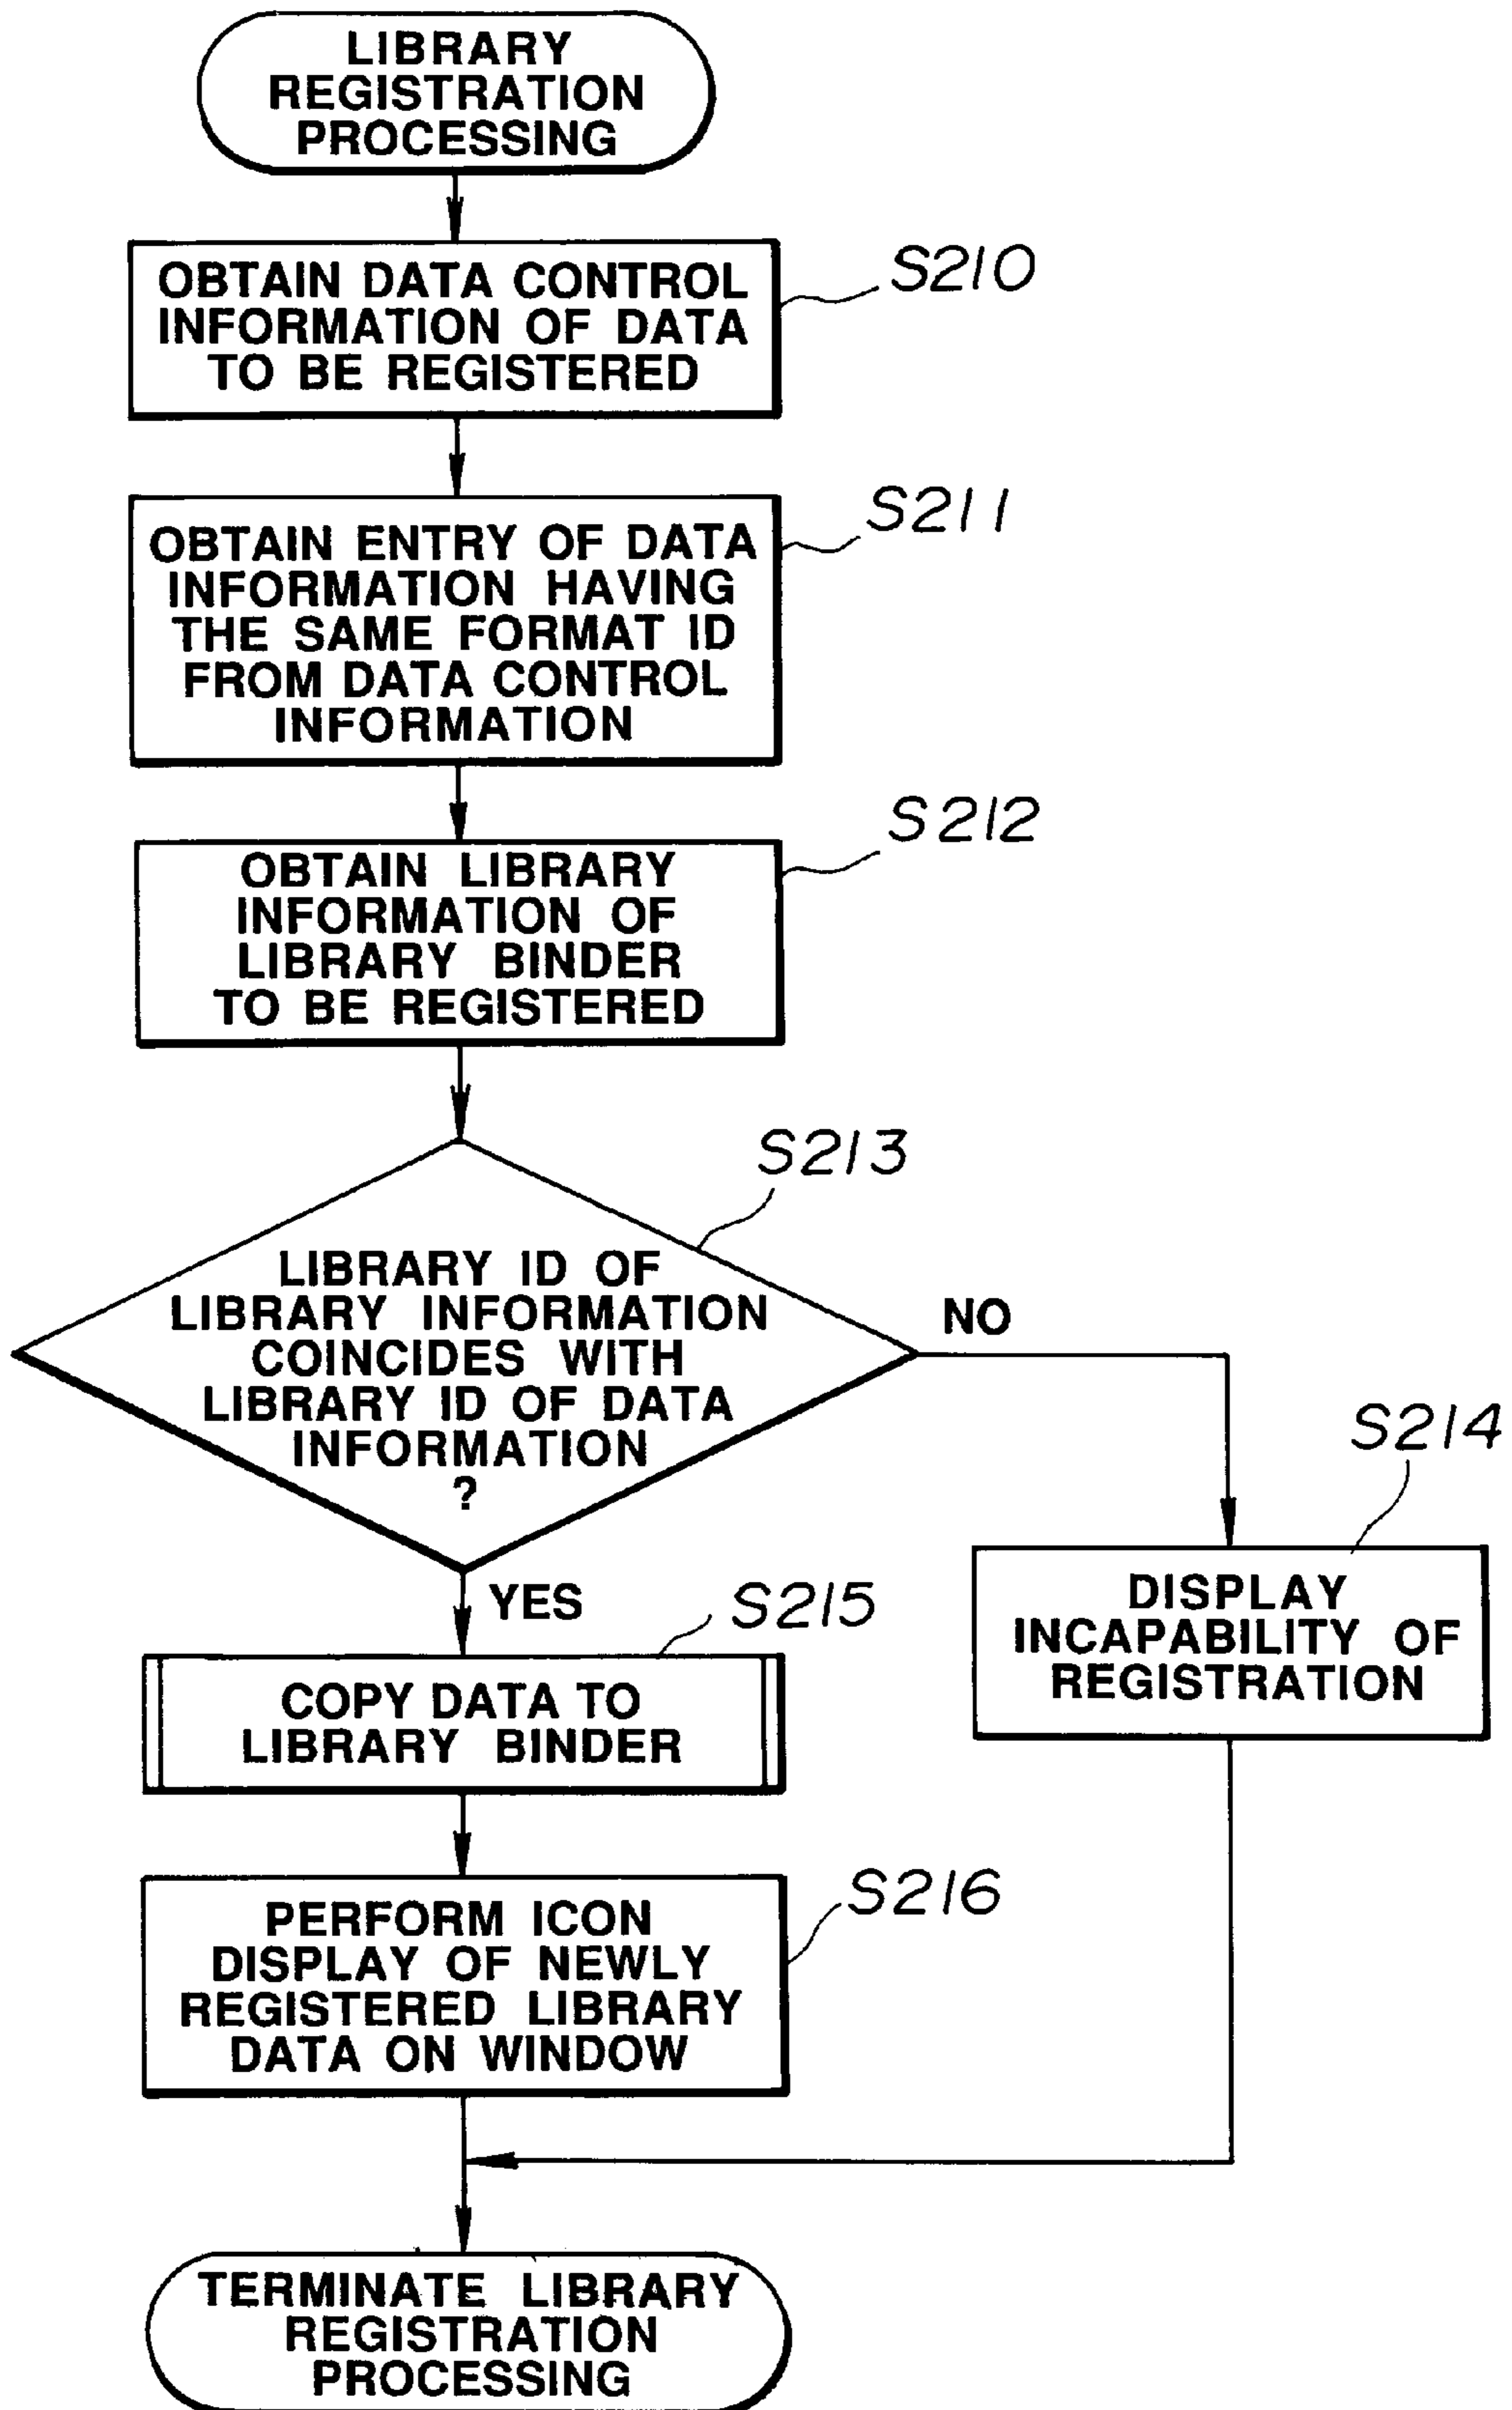 LIBRARY
REGISTRATION
PROCESSING
S210
OBTAIN DATA CONTROL
INFORMATION OF DATA
TO BE REGISTERED
S211
OBTAIN ENTRY OF DATA
INFORMATION HAVING
THE SAME FORMAT ID
FROM DATA CONTROL
INFORMATION
S212
OBTAIN LIBRARY
INFORMATION OF
LIBRARY BINDER
TO BE REGISTERED
S213
LIBRARY ID OF
LIBRARY INFORMATION
COINCIDES WITH
LIBRARY ID OF DATA
INFORMATION
?
NO
S214
DISPLAY
INCAPABILITY OF
REGISTRATION
YES
S215
COPY DATA TO
LIBRARY BINDER
S216
PERFORM ICON
DISPLAY OF NEWLY
REGISTERED LIBRARY
DATA ON WINDOW
TERMINATE LIBRARY
REGISTRATION
PROCESSING